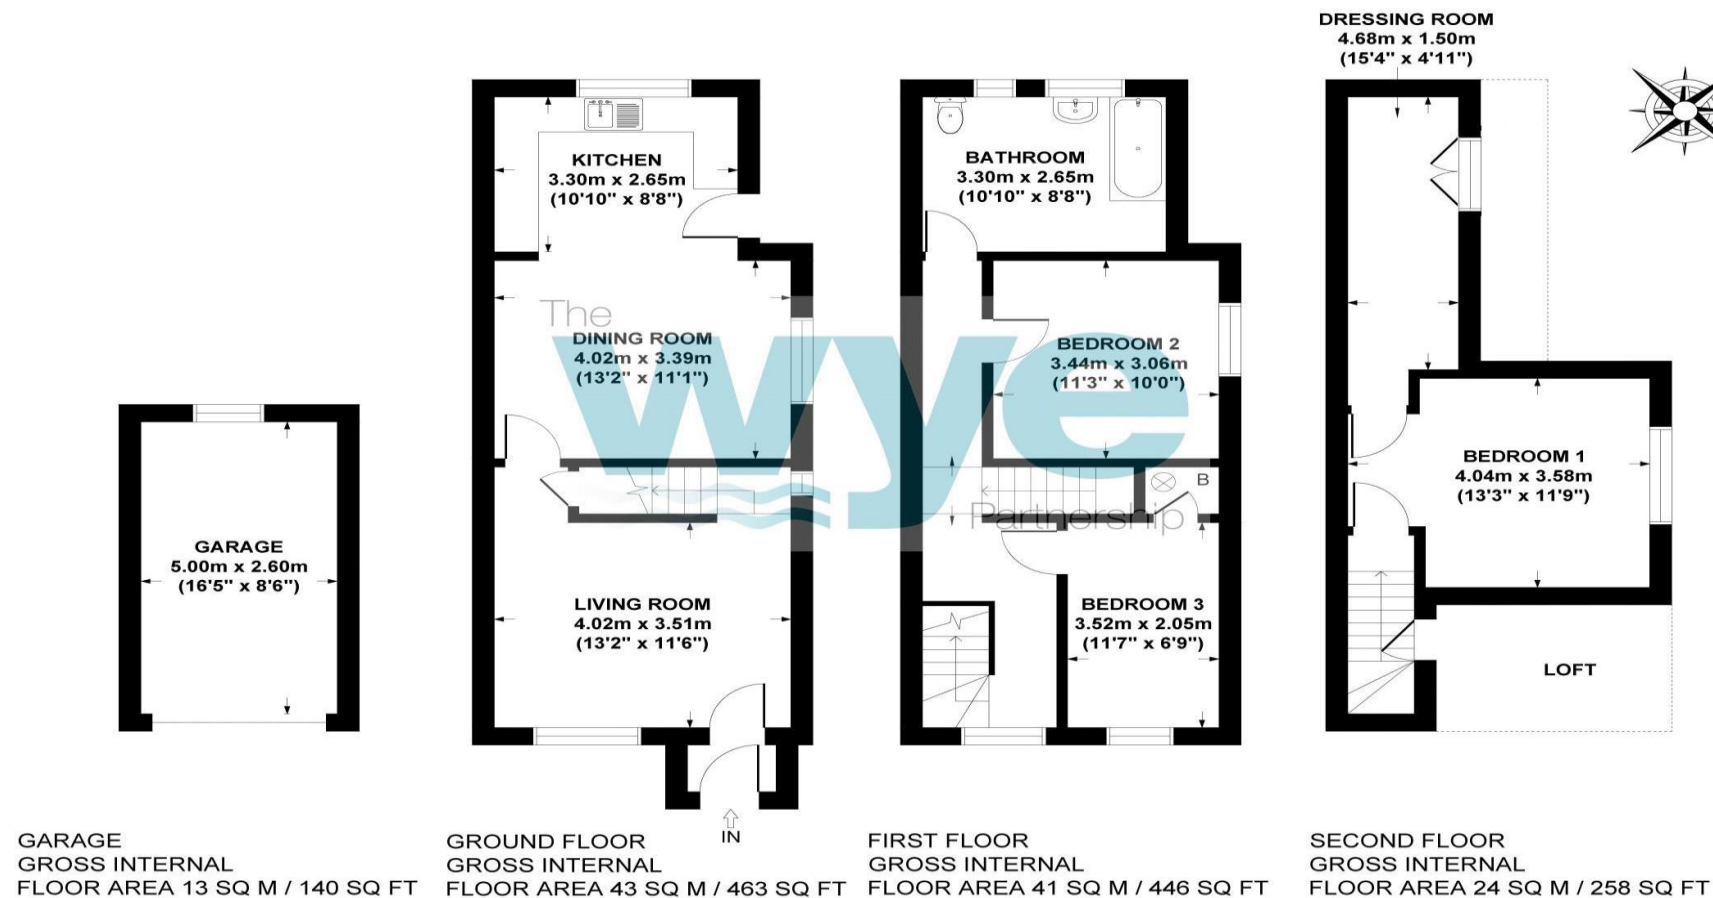 DRESSING ROOM
4.68m x 1.50m
(15'4" x 4'11")
KITCHEN
3.30m x 2.65m
(10'10" x 8'8")
BATHROOM
3.30m x 2.65m
(10'10" x 8'8")
The
wye
Partnership
DINING ROOM
4.02m x 3.39m
(13'2" x 11'1")
BEDROOM 2
3.44m x 3.06m
(11'3" x 10'0")
BEDROOM 1
4.04m x 3.58m
(13'3" x 11'9")
B
GARAGE
5.00m x 2.60m
(16'5" x 8'6")
LIVING ROOM
4.02m x 3.51m
(13'2" x 11'6")
BEDROOM 3
3.52m x 2.05m
(11'7" x 6'9")
LOFT
IN
GARAGE
GROSS INTERNAL
FLOOR AREA 13 SQ M / 140 SQ FT
GROUND FLOOR
GROSS INTERNAL
FLOOR AREA 43 SQ M / 463 SQ FT
FIRST FLOOR
GROSS INTERNAL
FLOOR AREA 41 SQ M / 446 SQ FT
SECOND FLOOR
GROSS INTERNAL
FLOOR AREA 24 SQ M / 258 SQ FT